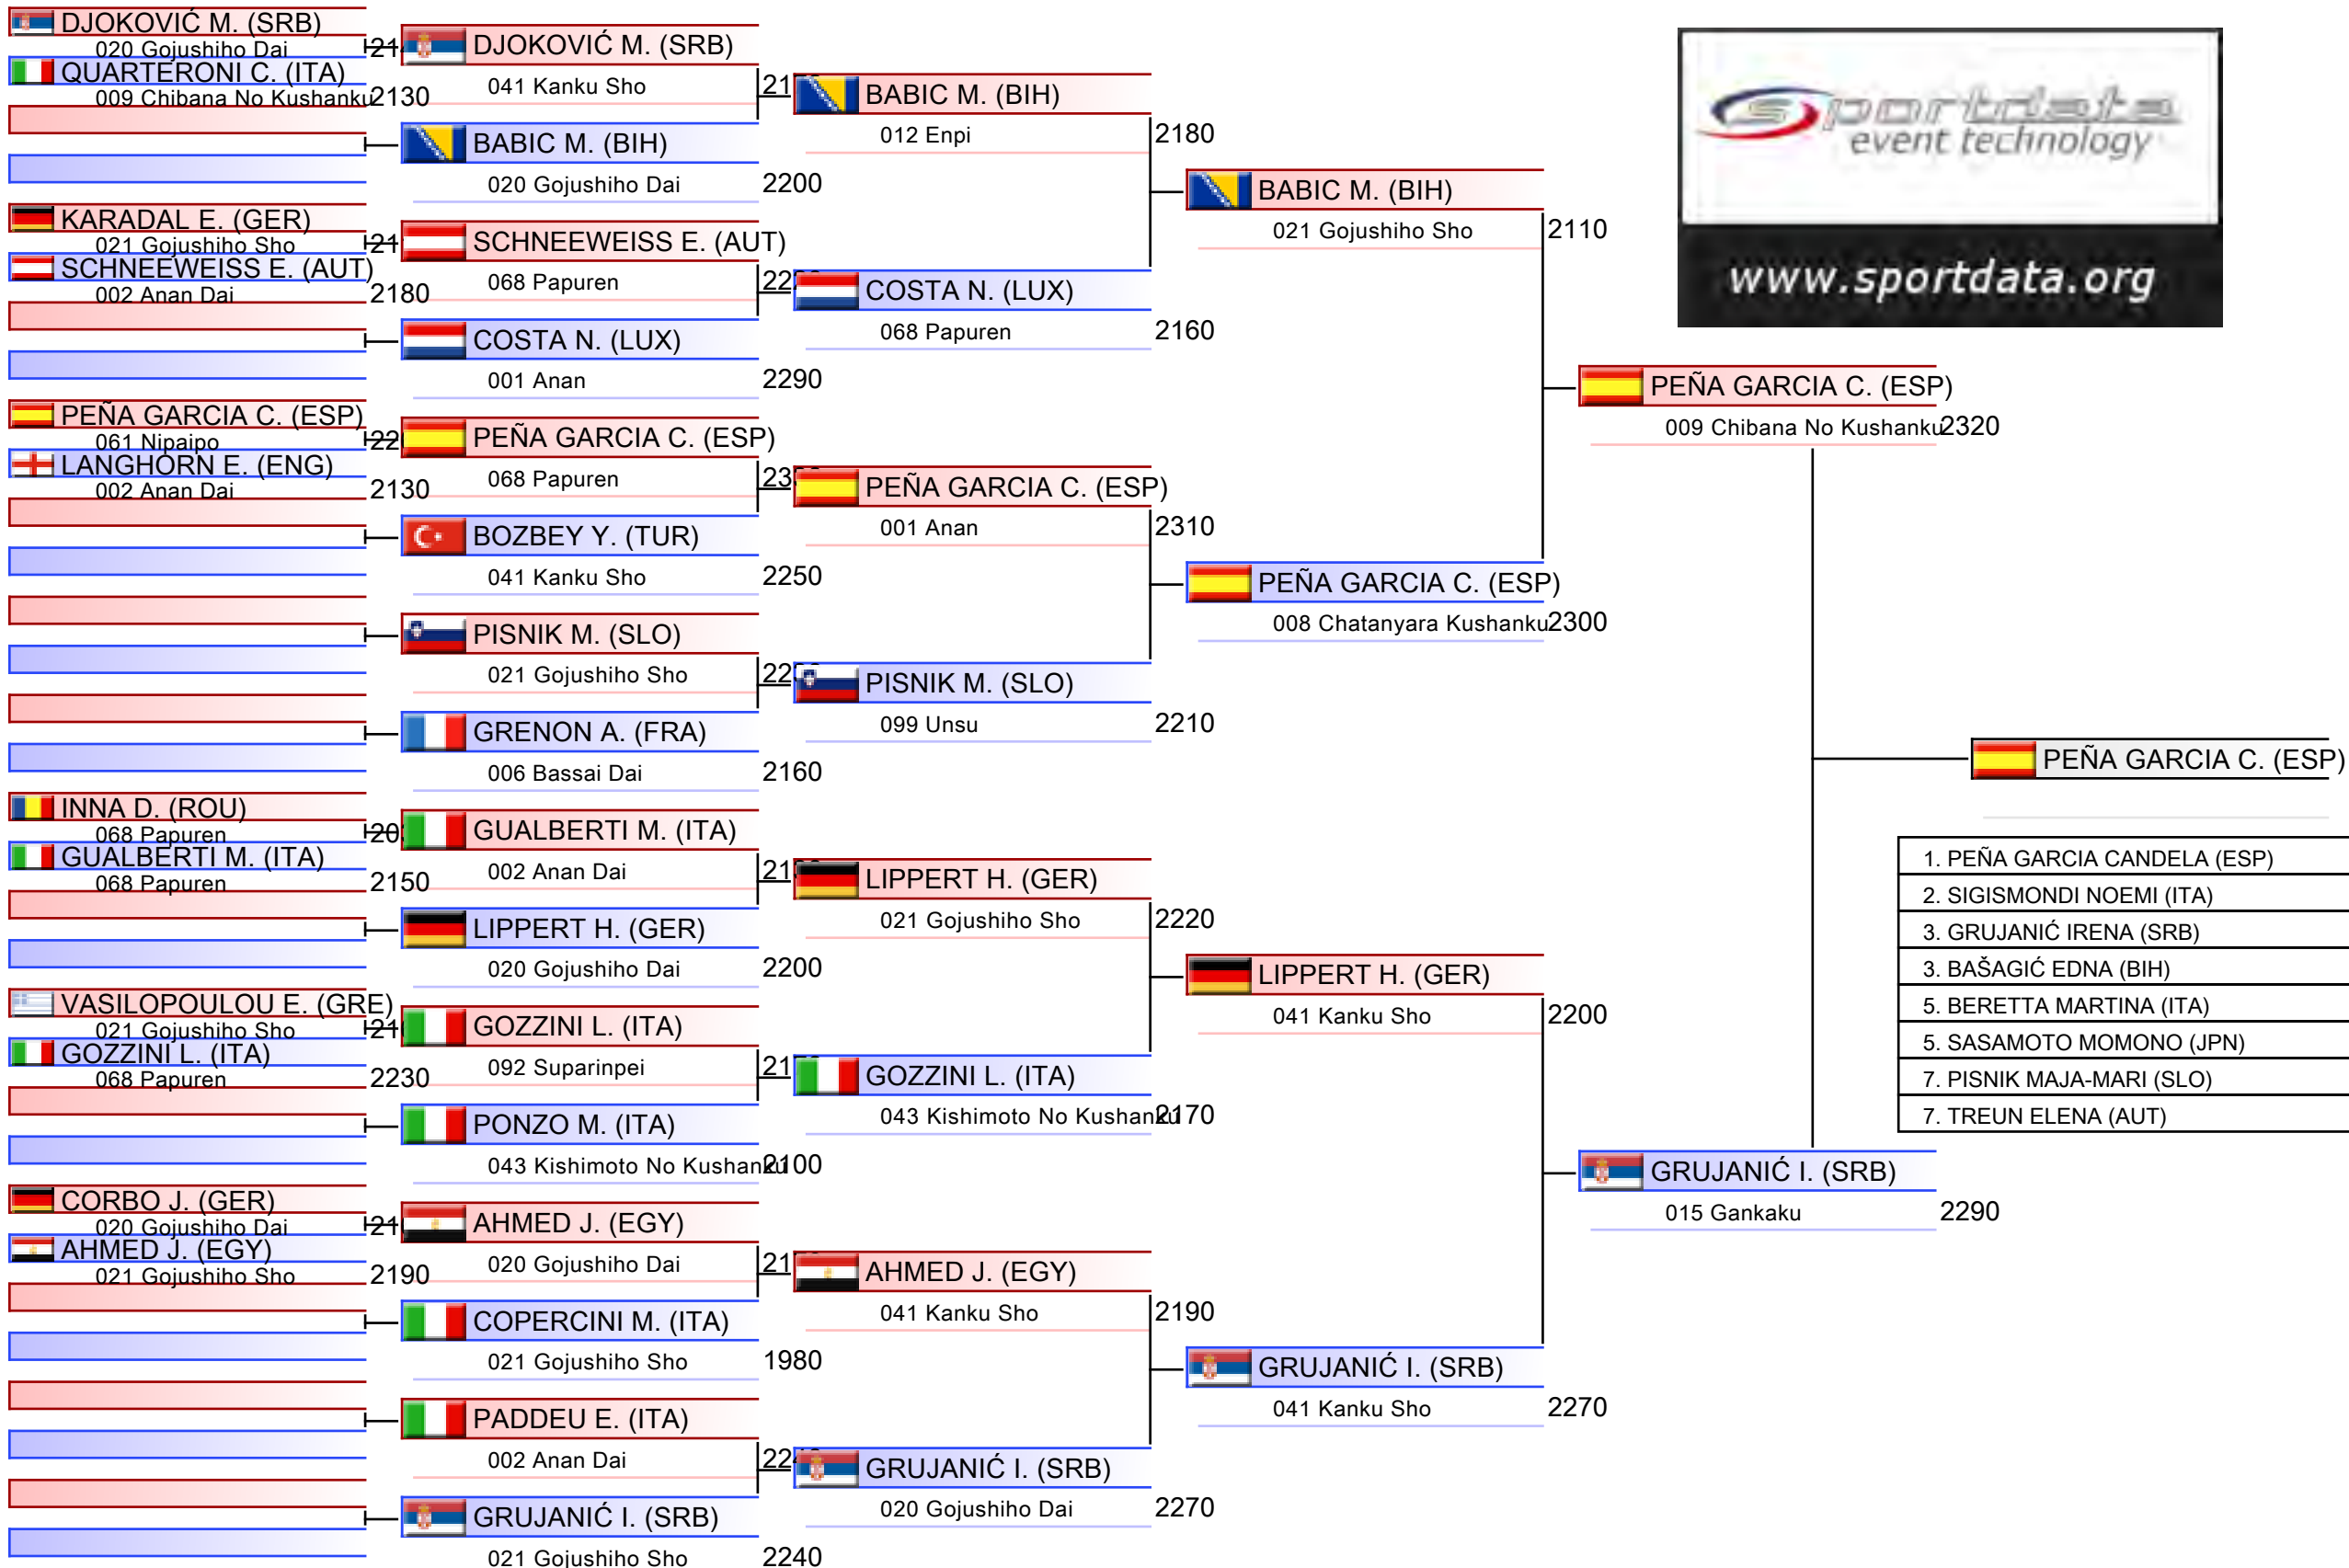 DJOKOVIĆ M. (SRB)
020 Gojushiho Dai
QUARTERONI C. (ITA)
009 Chibana No Kushanku 2130
KARADAL E. (GER)
021 Gojushiho Sho
SCHNEEWEISS E. (AUT)
002 Anan Dai 2180
PEÑA GARCIA C. (ESP)
061 Nipaipo
LANGHORN E. (ENG)
002 Anan Dai 2130
INNA D. (ROU)
068 Papuren
GUALBERTI M. (ITA)
068 Papuren 2150
VASILOPOULOU E. (GRE)
021 Gojushiho Sho
GOZZINI L. (ITA)
068 Papuren 2230
CORBO J. (GER)
020 Gojushiho Dai
AHMED J. (EGY)
021 Gojushiho Sho 2190
DJOKOVIĆ M. (SRB)
041 Kanku Sho
BABIC M. (BIH)
020 Gojushiho Dai 2200
SCHNEEWEISS E. (AUT)
068 Papuren
COSTA N. (LUX)
001 Anan 2290
PEÑA GARCIA C. (ESP)
068 Papuren
BOZBEY Y. (TUR)
041 Kanku Sho 2250
PISNIK M. (SLO)
021 Gojushiho Sho
GRENON A. (FRA)
006 Bassai Dai 2160
GUALBERTI M. (ITA)
002 Anan Dai
LIPPERT H. (GER)
020 Gojushiho Dai 2200
GOZZINI L. (ITA)
092 Suparinpei
PONZO M. (ITA)
043 Kishimoto No Kushanku 2100
AHMED J. (EGY)
020 Gojushiho Dai
COPERCINI M. (ITA)
021 Gojushiho Sho 1980
PADDEU E. (ITA)
002 Anan Dai
GRUJANIĆ I. (SRB)
021 Gojushiho Sho 2240
BABIC M. (BIH)
012 Enpi 2180
COSTA N. (LUX)
068 Papuren 2160
PEÑA GARCIA C. (ESP)
001 Anan 2310
PISNIK M. (SLO)
099 Unsu 2210
LIPPERT H. (GER)
021 Gojushiho Sho 2220
GOZZINI L. (ITA)
043 Kishimoto No Kushanku 2170
AHMED J. (EGY)
041 Kanku Sho 2190
GRUJANIĆ I. (SRB)
020 Gojushiho Dai 2270
BABIC M. (BIH)
021 Gojushiho Sho 2110
PEÑA GARCIA C. (ESP)
008 Chatanyara Kushanku 2300
LIPPERT H. (GER)
041 Kanku Sho 2200
GRUJANIĆ I. (SRB)
041 Kanku Sho 2270
PEÑA GARCIA C. (ESP)
009 Chibana No Kushanku 2320
GRUJANIĆ I. (SRB)
015 Gankaku 2290
sportdata
event technology
www.sportdata.org
PEÑA GARCIA C. (ESP)
1. PEÑA GARCIA CANDELA (ESP)
2. SIGISMONDI NOEMI (ITA)
3. GRUJANIĆ IRENA (SRB)
3. BAŠAGIĆ EDNA (BIH)
5. BERETTA MARTINA (ITA)
5. SASAMOTO MOMONO (JPN)
7. PISNIK MAJA-MARI (SLO)
7. TREUN ELENA (AUT)